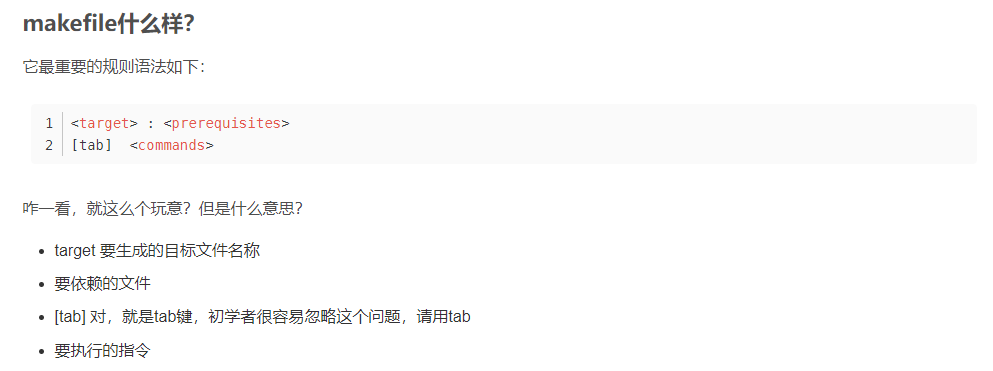 makefile什么样？
它最重要的规则语法如下：
1 <target> : <prerequisites>
2 [tab]  <commands>
咋一看，就这么个玩意？但是什么意思？
• target 要生成的目标文件名称
• 要依赖的文件
• [tab] 对，就是tab键，初学者很容易忽略这个问题，请用tab
• 要执行的指令